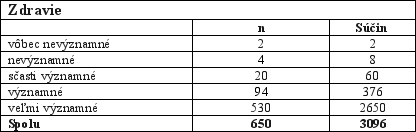 Zdravie
n Súčin
vôbec nevýznamné 2 2
nevýznamné 4 8
sčasti významné 20 60
významné 94 376
veľmi významné 530 2650
Spolu 650 3096